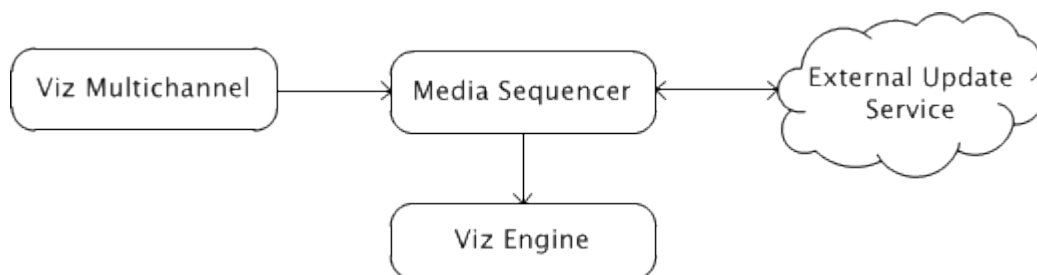 Viz Multichannel
Media Sequencer
External Update
Service
Viz Engine